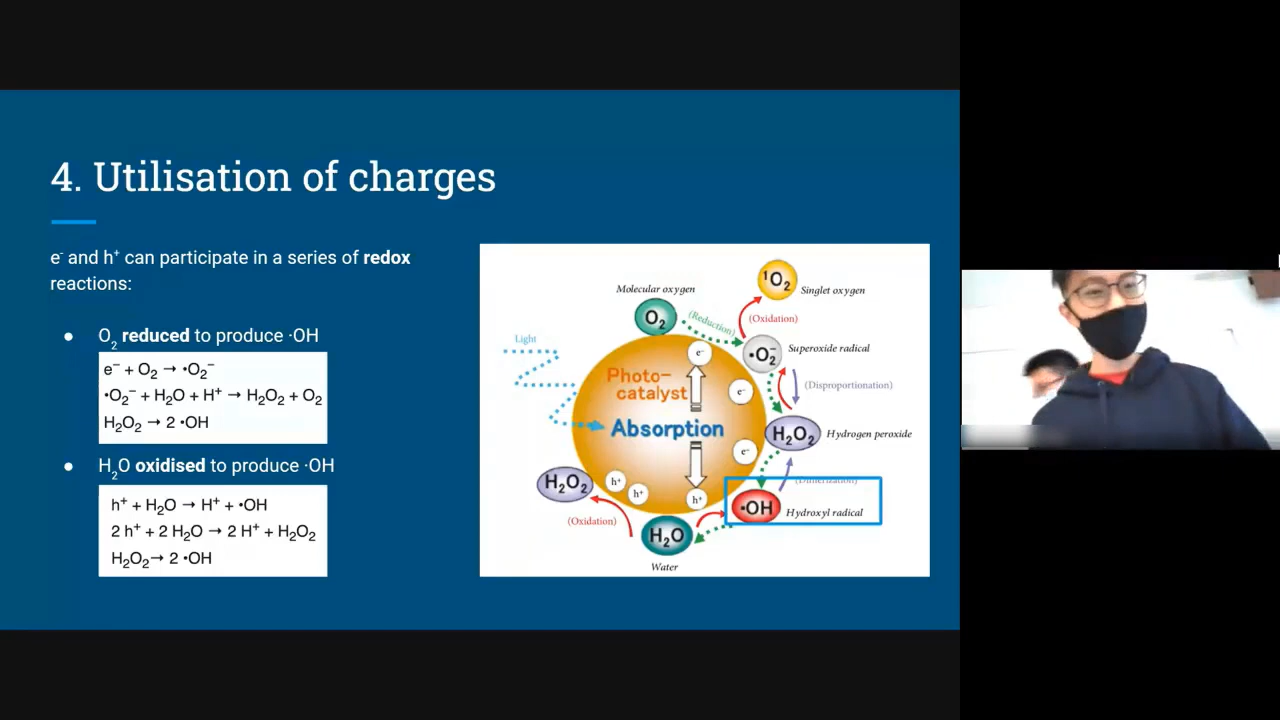 4. Utilisation of charges
e⁻ and h⁺ can participate in a series of redox
reactions:
● O₂ reduced to produce ·OH
e⁻ + O₂ → •O₂⁻
•O₂⁻ + H₂O + H⁺ → H₂O₂ + O₂
H₂O₂ → 2 •OH
● H₂O oxidised to produce ·OH
h⁺ + H₂O → H⁺ + •OH
2 h⁺ + 2 H₂O → 2 H⁺ + H₂O₂
H₂O₂→ 2 •OH
¹O₂
Molecular oxygen
Singlet oxygen
O₂
(Reduction)
(Oxidation)
Light
e⁻
•O₂⁻
Superoxide radical
Photo-
catalyst
e⁻
(Disproportionation)
Absorption
H₂O₂
Hydrogen peroxide
e⁻
H₂O₂
h⁺
h⁺
h⁺
(Dimerization)
•OH
Hydroxyl radical
(Oxidation)
H₂O
Water